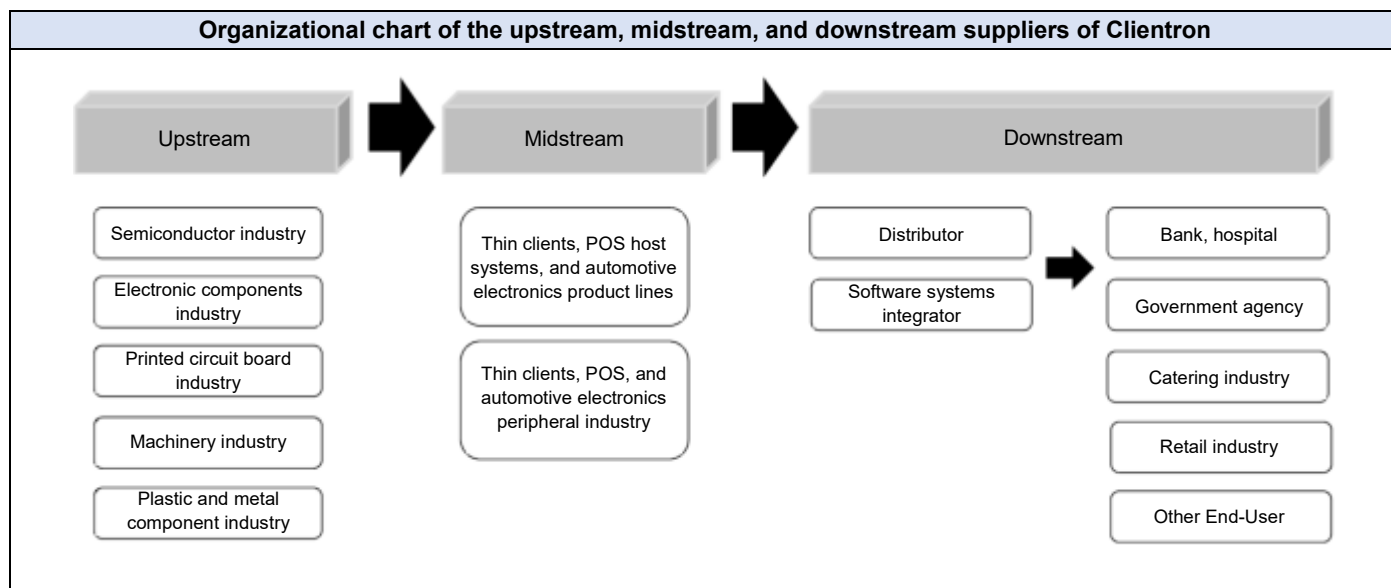 Organizational chart of the upstream, midstream, and downstream suppliers of Clientron
Upstream
Midstream
Downstream
Semiconductor industry
Electronic components
industry
Printed circuit board
industry
Machinery industry
Plastic and metal
component industry
Thin clients, POS host
systems, and automotive
electronics product lines
Thin clients, POS, and
automotive electronics
peripheral industry
Distributor
Software systems
integrator
Bank, hospital
Government agency
Catering industry
Retail industry
Other End-User